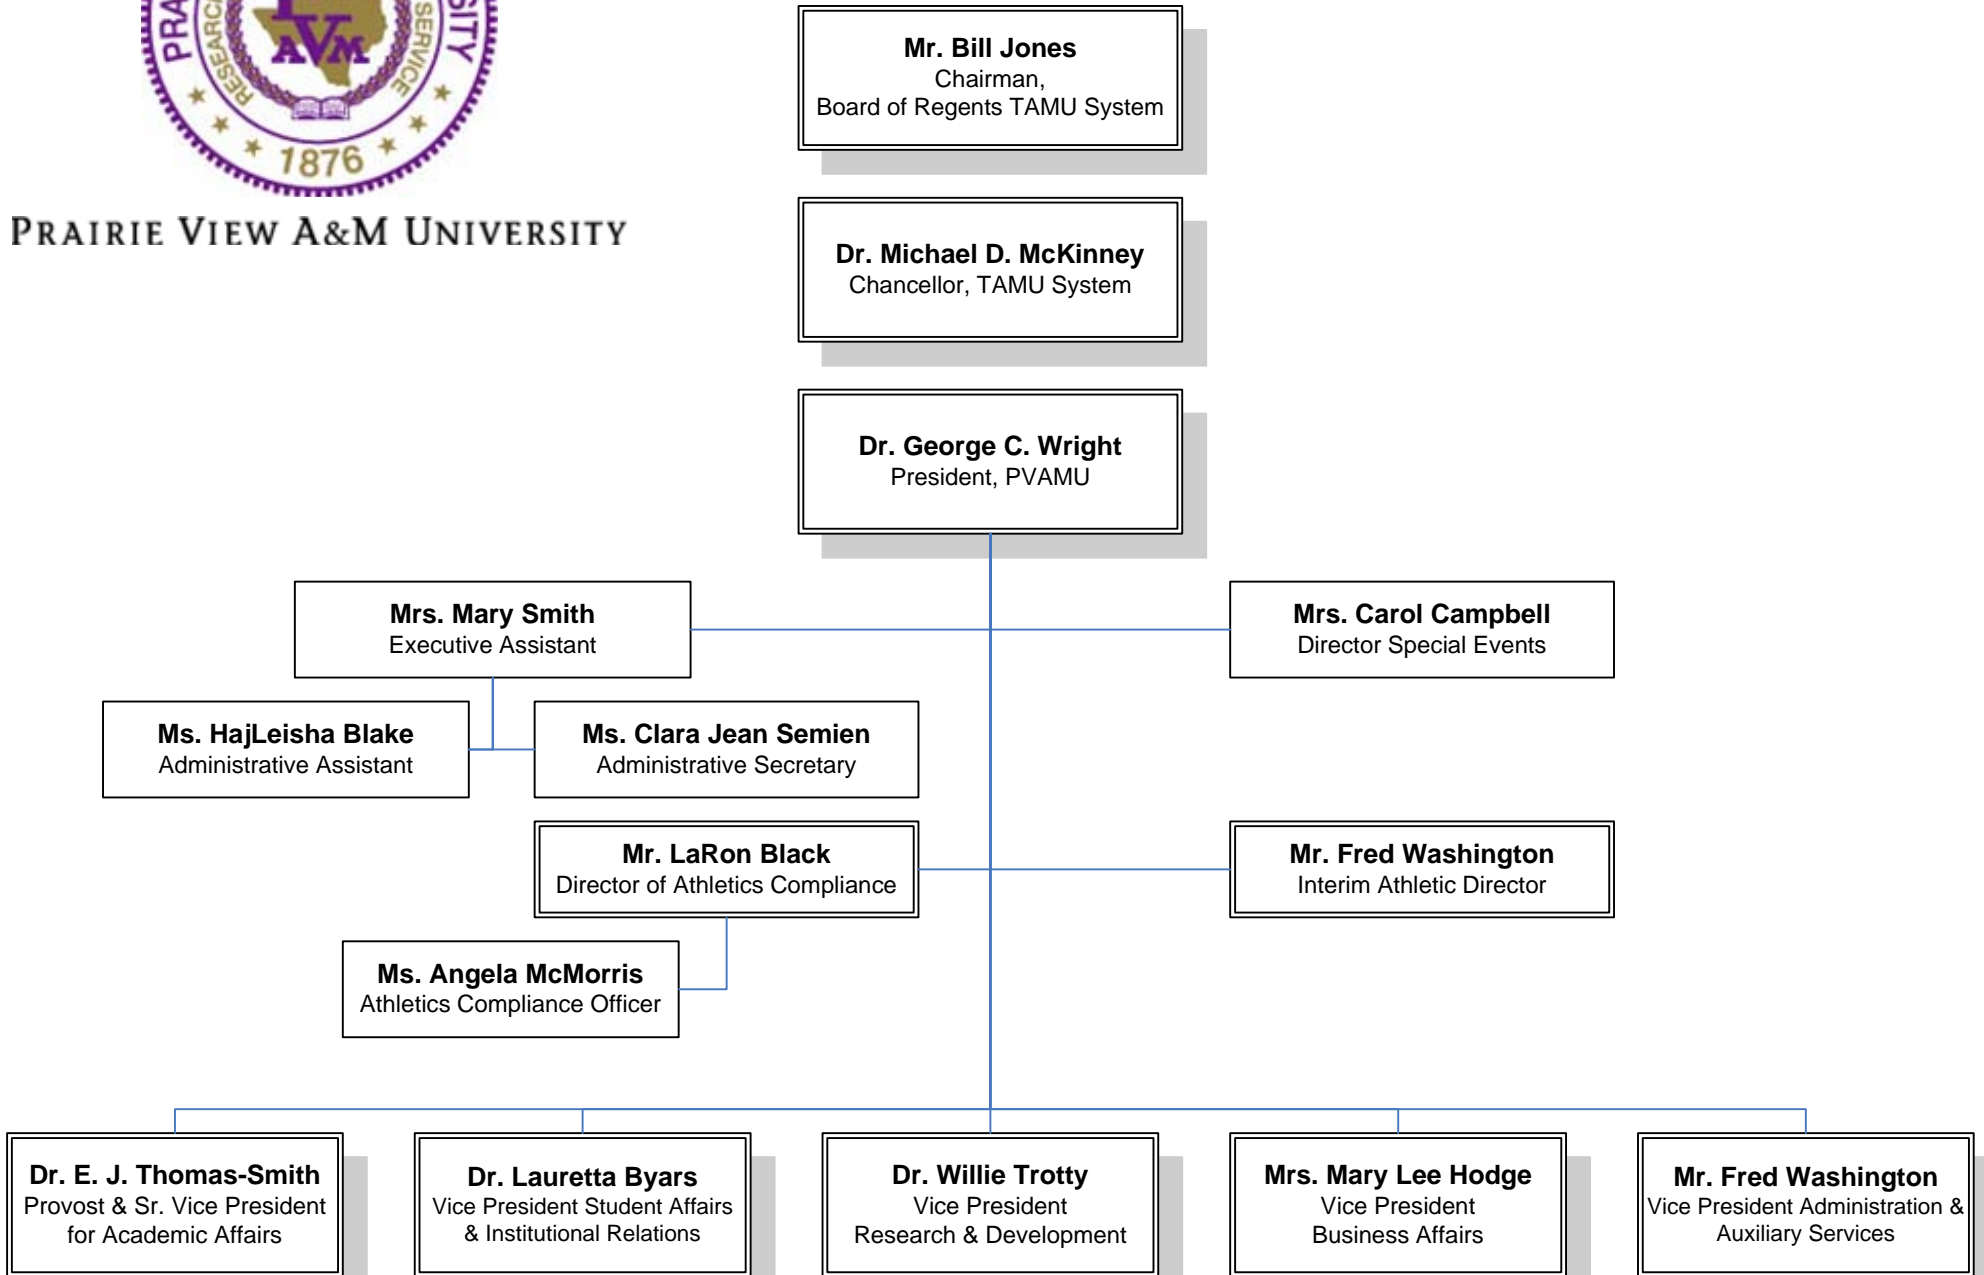 PRA
SITY
RESEARC
SERVICE
AVM
1876
PRAIRIE VIEW A&M UNIVERSITY
Mr. Bill Jones
Chairman,
Board of Regents TAMU System
Dr. Michael D. McKinney
Chancellor, TAMU System
Dr. George C. Wright
President, PVAMU
Mrs. Mary Smith
Executive Assistant
Mrs. Carol Campbell
Director Special Events
Ms. HajLeisha Blake
Administrative Assistant
Ms. Clara Jean Semien
Administrative Secretary
Mr. LaRon Black
Director of Athletics Compliance
Mr. Fred Washington
Interim Athletic Director
Ms. Angela McMorris
Athletics Compliance Officer
Dr. E. J. Thomas-Smith
Provost & Sr. Vice President
for Academic Affairs
Dr. Lauretta Byars
Vice President Student Affairs
& Institutional Relations
Dr. Willie Trotty
Vice President
Research & Development
Mrs. Mary Lee Hodge
Vice President
Business Affairs
Mr. Fred Washington
Vice President Administration &
Auxiliary Services